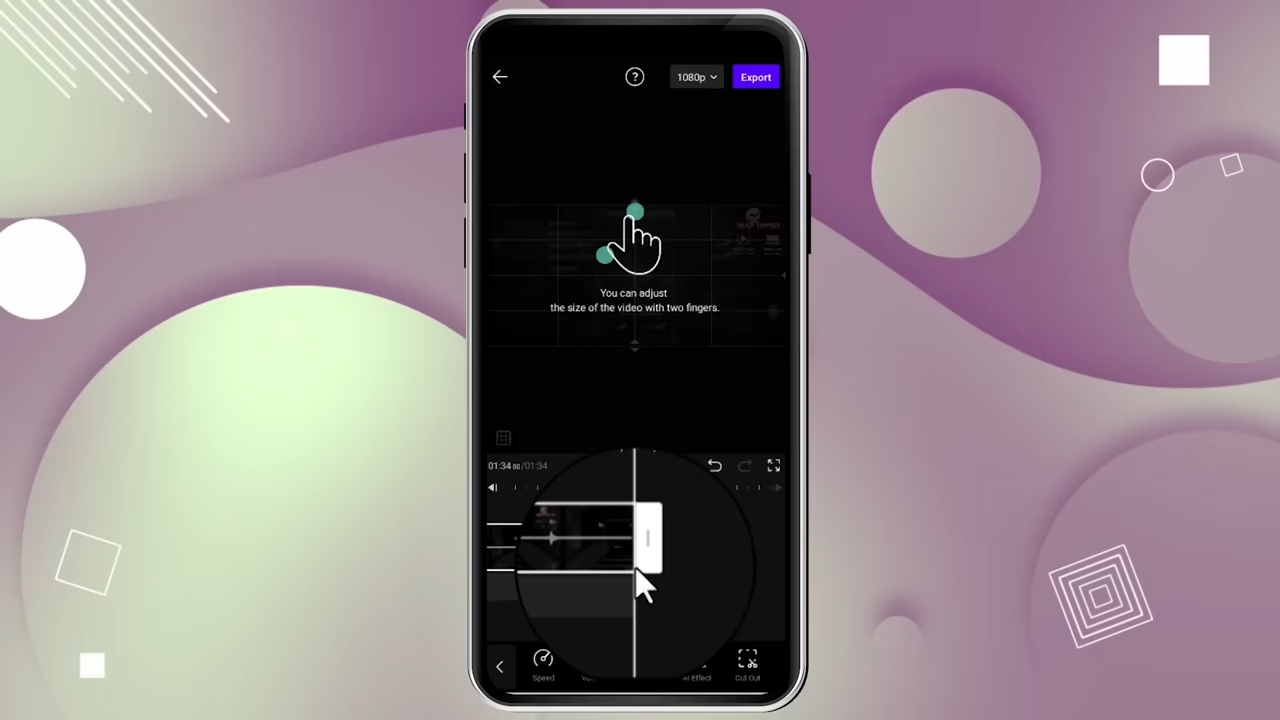 1080p
Export
You can adjust
the size of the video with two fingers.
01:34 /01:34
Speed
AI Effect
Cut Out